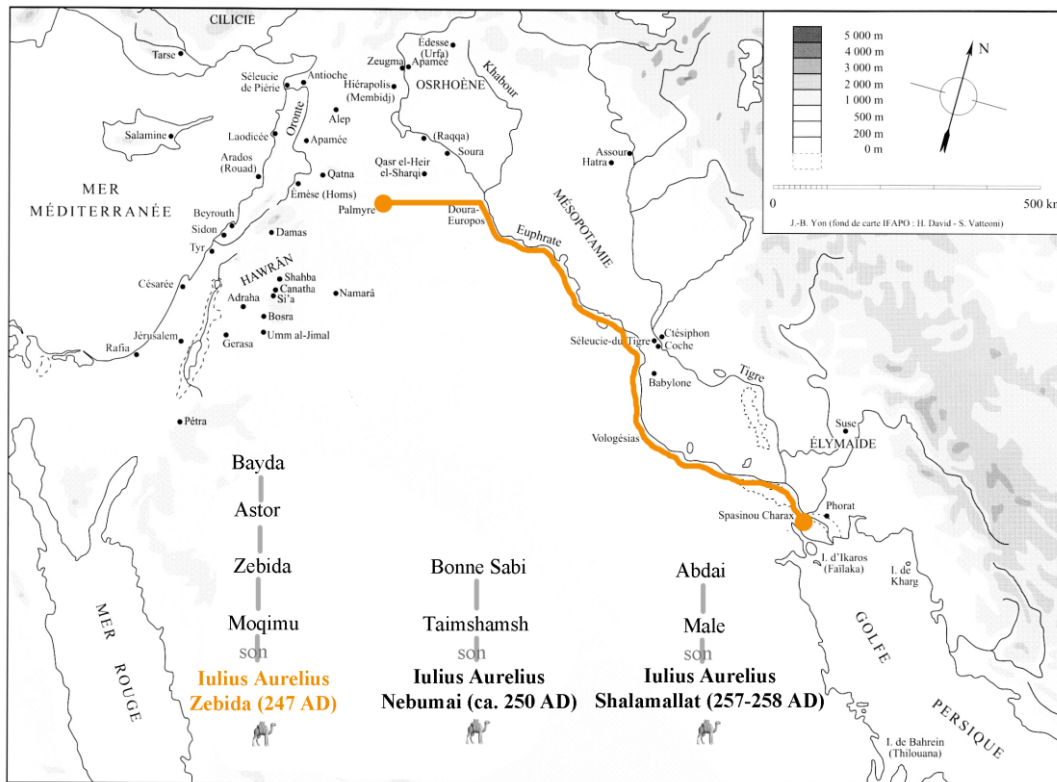 CILICIE
Tarse
Édesse
(Urfa)
Zeugma
Apamée
Séleucie
de Piérie
Antioche
Hiérapolis
(Membidj)
OSRHOÈNE
Khabour
Oronte
Alep
Salamine
Laodicée
Apamée
(Raqqa)
Soura
Assour
Hatra
Arados
(Rouad)
Qatna
Qasr el-Heir
el-Sharqi
MER
MÉDITERRANÉE
Émèse (Homs)
Palmyre
Doura-
Europos
MÉSOPOTAMIE
Beyrouth
Sidon
Damas
Tyr
Euphrate
HAWRÂN
Shahba
Canatha
Si'a
Césarée
Adraha
Namarâ
Bosra
Jérusalem
Umm al-Jimal
Gerasa
Rafia
Séleucie-du-Tigre
Ctésiphon
Coche
Babylone
Tigre
Pétra
Suse
ÉLYMAÏDE
Vologésias
Spasinou Charax
Phorat
I. d'Ikaros
(Faïlaka)
I. de
Kharg
GOLFE
PERSIQUE
I. de Bahrein
(Thilouana)
MER
ROUGE
5 000 m
4 000 m
3 000 m
2 000 m
1 000 m
500 m
200 m
0 m
N
0
500 km
J.-B. Yon (fond de carte IFAPO : H. David - S. Vatteoni)
Bayda
Astor
Zebida
Moqimu
son
Iulius Aurelius
Zebida (247 AD)
Bonne Sabi
Taimshamsh
son
Iulius Aurelius
Nebumai (ca. 250 AD)
Abdai
Male
son
Iulius Aurelius
Shalamallat (257-258 AD)